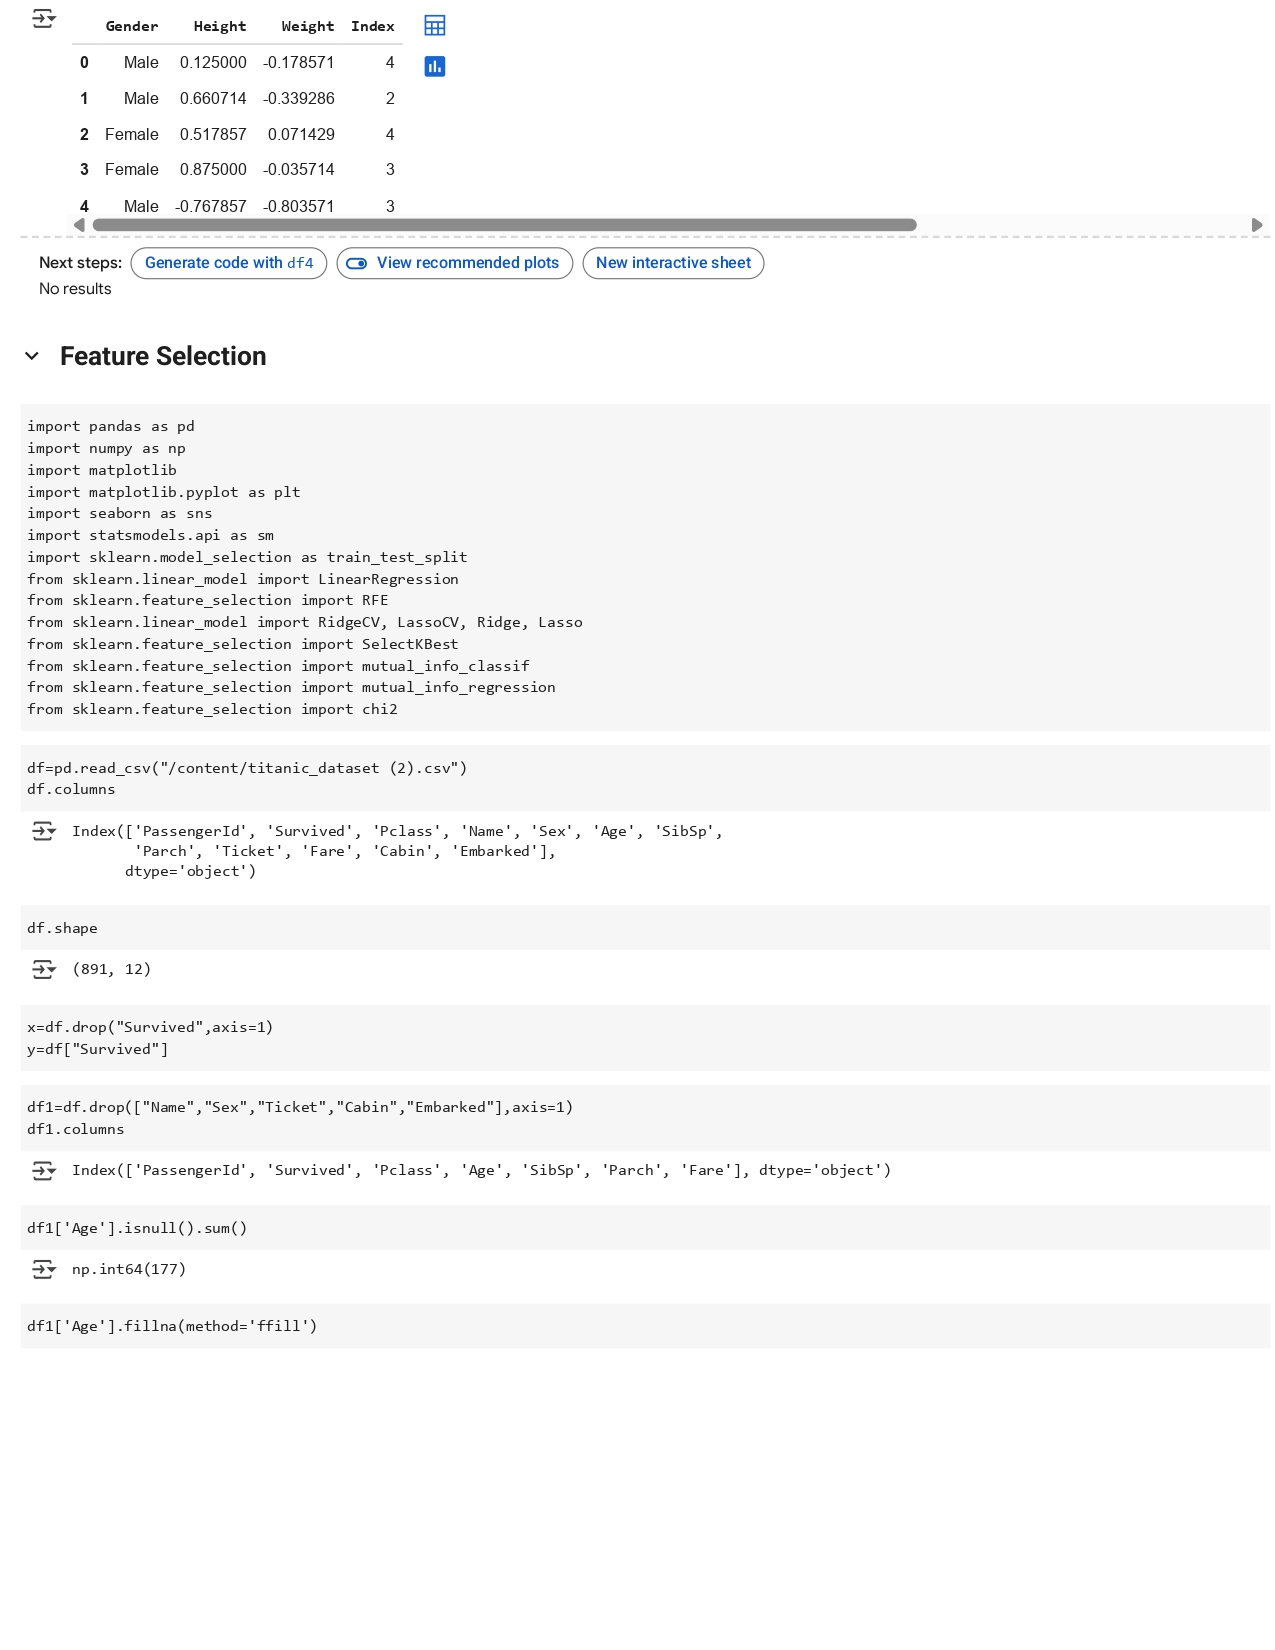 Gender Height Weight Index
0 Male 0.125000 -0.178571 4
1 Male 0.660714 -0.339286 2
2 Female 0.517857 0.071429 4
3 Female 0.875000 -0.035714 3
4 Male -0.767857 -0.803571 3
Next steps: Generate code with df4 View recommended plots New interactive sheet
No results
Feature Selection
import pandas as pd
import numpy as np
import matplotlib
import matplotlib.pyplot as plt
import seaborn as sns
import statsmodels.api as sm
import sklearn.model_selection as train_test_split
from sklearn.linear_model import LinearRegression
from sklearn.feature_selection import RFE
from sklearn.linear_model import RidgeCV, LassoCV, Ridge, Lasso
from sklearn.feature_selection import SelectKBest
from sklearn.feature_selection import mutual_info_classif
from sklearn.feature_selection import mutual_info_regression
from sklearn.feature_selection import chi2
df=pd.read_csv("/content/titanic_dataset (2).csv")
df.columns
Index(['PassengerId', 'Survived', 'Pclass', 'Name', 'Sex', 'Age', 'SibSp',
'Parch', 'Ticket', 'Fare', 'Cabin', 'Embarked'],
dtype='object')
df.shape
(891, 12)
x=df.drop("Survived",axis=1)
y=df["Survived"]
df1=df.drop(["Name","Sex","Ticket","Cabin","Embarked"],axis=1)
df1.columns
Index(['PassengerId', 'Survived', 'Pclass', 'Age', 'SibSp', 'Parch', 'Fare'], dtype='object')
df1['Age'].isnull().sum()
np.int64(177)
df1['Age'].fillna(method='ffill')